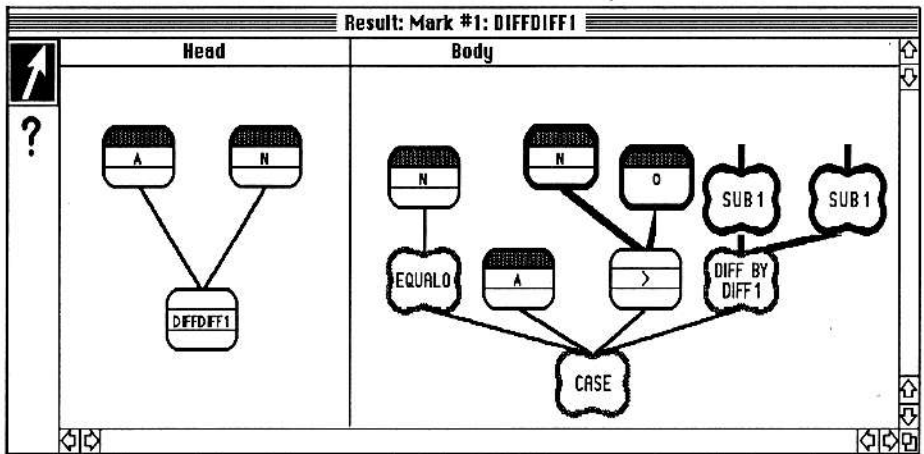 Result: Mark #1: DIFFDIFF1
Head
Body
?
A
N
DIFFDIFF1
N
N
0
SUB1
SUB1
EQUAL0
A
>
DIFF BY
DIFF1
CASE